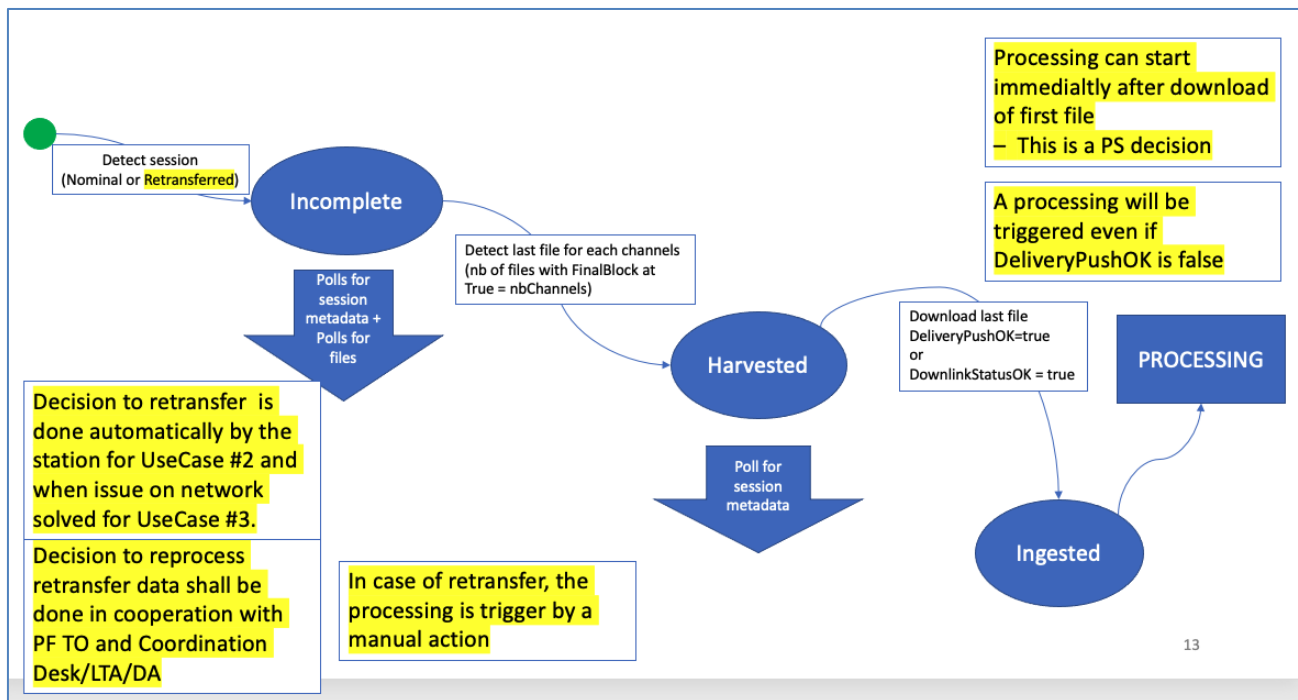 Processing can start
immedialtly after download
of first file
– This is a PS decision
Detect session
(Nominal or Retransferred)
Incomplete
A processing will be
triggered even if
DeliveryPushOK is false
Detect last file for each channels
(nb of files with FinalBlock at
True = nbChannels)
Polls for
session
metadata +
Polls for
files
Download last file
DeliveryPushOK=true
or
DownlinkStatusOK = true
Harvested
PROCESSING
Decision to retransfer is
done automatically by the
station for UseCase #2 and
when issue on network
solved for UseCase #3.
Poll for
session
metadata
Ingested
Decision to reprocess
retransfer data shall be
done in cooperation with
PF TO and Coordination
Desk/LTA/DA
In case of retransfer, the
processing is trigger by a
manual action
13